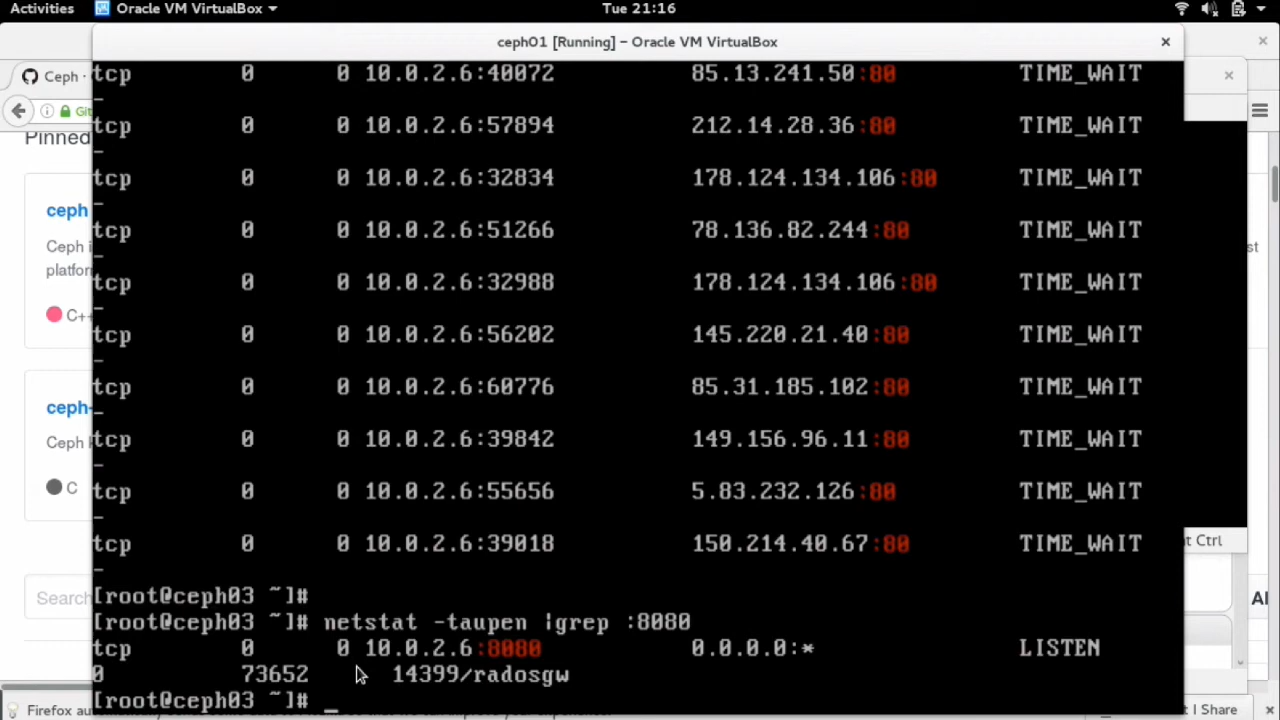 Activities Oracle VM VirtualBox Tue 21:16
ceph01 [Running] – Oracle VM VirtualBox
Ceph ·
Pinned
ceph
Ceph i
platfor
C++
ceph-
Ceph
C
Search
st
t Ctrl
tcp 0 0 10.0.2.6:40072 85.13.241.50:80 TIME_WAIT
-
tcp 0 0 10.0.2.6:57894 212.14.28.36:80 TIME_WAIT
-
tcp 0 0 10.0.2.6:32834 178.124.134.106:80 TIME_WAIT
-
tcp 0 0 10.0.2.6:51266 78.136.82.244:80 TIME_WAIT
-
tcp 0 0 10.0.2.6:32988 178.124.134.106:80 TIME_WAIT
-
tcp 0 0 10.0.2.6:56202 145.220.21.40:80 TIME_WAIT
-
tcp 0 0 10.0.2.6:60776 85.31.185.102:80 TIME_WAIT
-
tcp 0 0 10.0.2.6:39842 149.156.96.11:80 TIME_WAIT
-
tcp 0 0 10.0.2.6:55656 5.83.232.126:80 TIME_WAIT
-
tcp 0 0 10.0.2.6:39018 150.214.40.67:80 TIME_WAIT
-
[root@ceph03 ~]#
[root@ceph03 ~]# netstat -taupen |grep :8080
tcp 0 0 10.0.2.6:8080 0.0.0.0:* LISTEN
0 73652 14399/radosgw
[root@ceph03 ~]# _
Firefox
t I Share